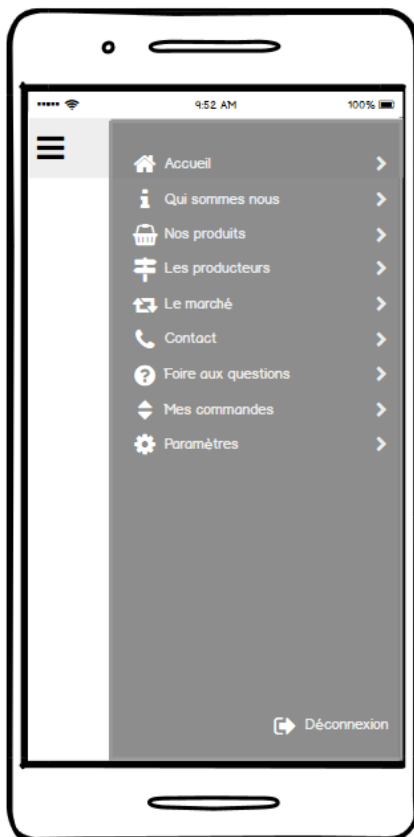 9:52 AM 100%
Accueil
Qui sommes nous
Nos produits
Les producteurs
Le marché
Contact
Foire aux questions
Mes commandes
Paramètres
Déconnexion